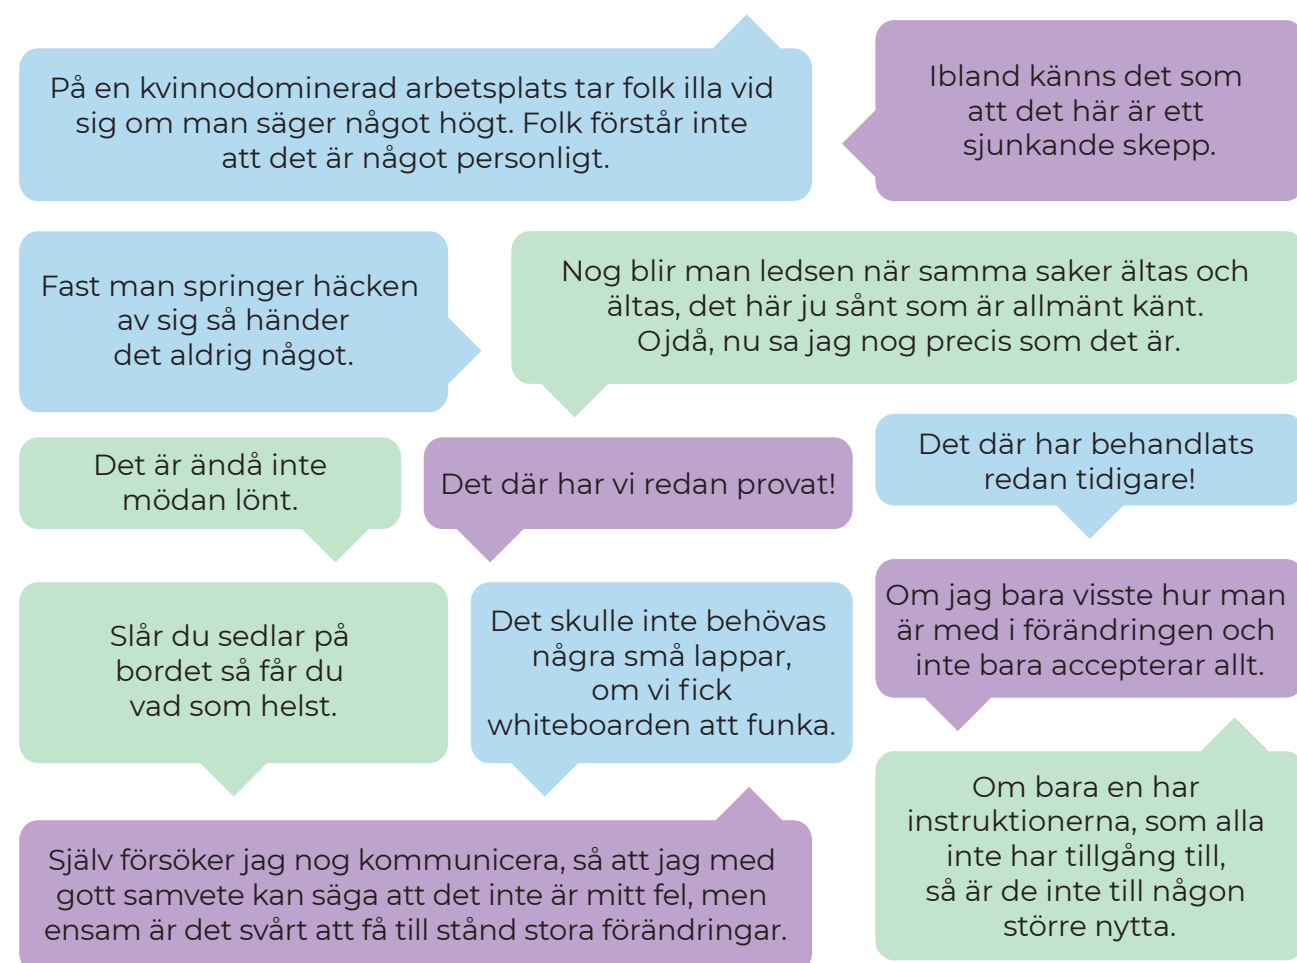 På en kvinnodominerad arbetsplats tar folk illa vid
sig om man säger något högt. Folk förstår inte
att det är något personligt.
Ibland känns det som
att det här är ett
sjunkande skepp.
Fast man springer häcken
av sig så händer
det aldrig något.
Nog blir man ledsen när samma saker ältas och
ältas, det här ju sånt som är allmänt känt.
Ojdå, nu sa jag nog precis som det är.
Det är ändå inte
mödan lönt.
Det där har vi redan provat!
Det där har behandlats
redan tidigare!
Slår du sedlar på
bordet så får du
vad som helst.
Det skulle inte behövas
några små lappar,
om vi fick
whiteboarden att funka.
Om jag bara visste hur man
är med i förändringen och
inte bara accepterar allt.
Själv försöker jag nog kommunicera, så att jag med
gott samvete kan säga att det inte är mitt fel, men
ensam är det svårt att få till stånd stora förändringar.
Om bara en har
instruktionerna, som alla
inte har tillgång till,
så är de inte till någon
större nytta.